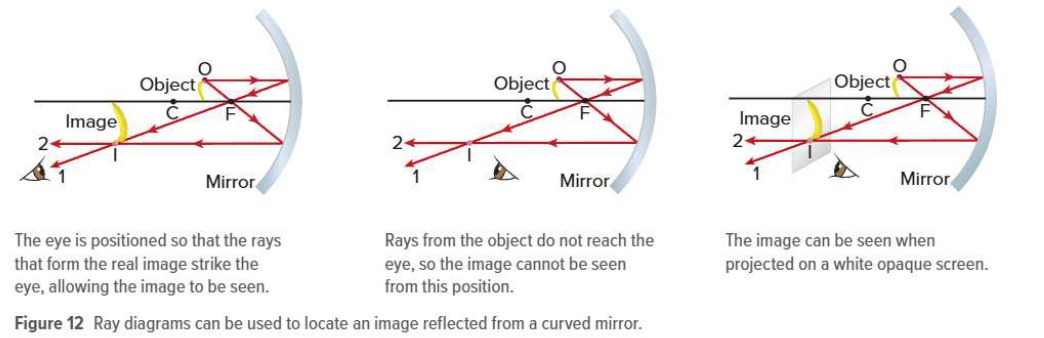 O
Object
C
F
Image
I
2
1
Mirror
O
Object
C
F
2
I
1
Mirror
O
Object
C
F
Image
2
I
1
Mirror
The eye is positioned so that the rays
that form the real image strike the
eye, allowing the image to be seen.
Rays from the object do not reach the
eye, so the image cannot be seen
from this position.
The image can be seen when
projected on a white opaque screen.
Figure 12 Ray diagrams can be used to locate an image reflected from a curved mirror.